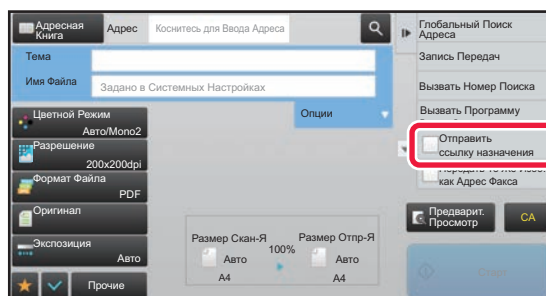 Адресная
Книга
Адрес
Коснитесь для Ввода Адреса
Тема
Имя Файла
Задано в Системных Настройках
Опции
Цветной Режим
Авто/Mono2
Разрешение
200x200dpi
Формат Файла
PDF
Оригинал
Экспозиция
Авто
Прочие
Размер Скан-Я
100%
Размер Отпр-Я
Авто
Авто
A4
A4
Глобальный Поиск
Адреса
Запись Передач
Вызвать Номер Поиска
Вызвать Программу
Отправить
ссылку назначения
как Адрес Факса
Предварит.
Просмотр
CA
Старт